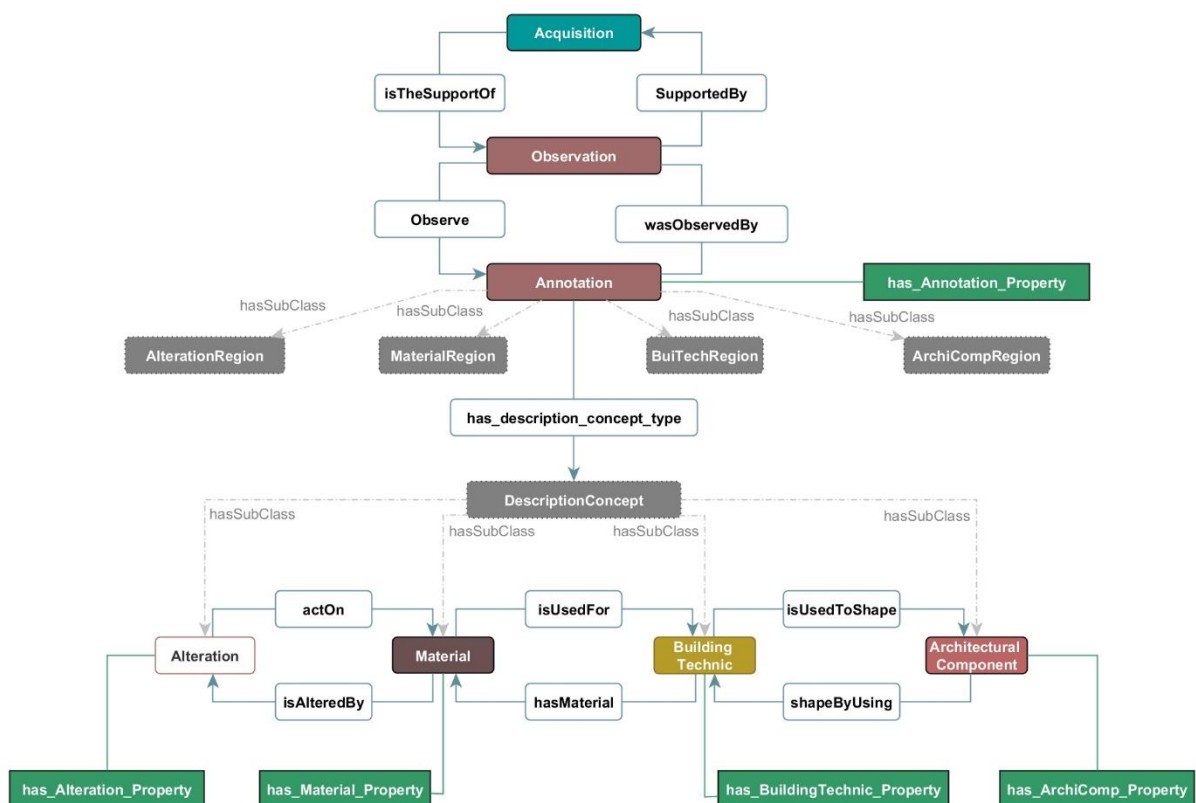 Acquisition
isTheSupportOf
SupportedBy
Observation
Observe
wasObservedBy
Annotation
has_Annotation_Property
hasSubClass
hasSubClass
hasSubClass
hasSubClass
AlterationRegion
MaterialRegion
BuiTechRegion
ArchiCompRegion
has_description_concept_type
DescriptionConcept
hasSubClass
hasSubClass
hasSubClass
hasSubClass
actOn
isUsedFor
isUsedToShape
Alteration
Material
Building
Technic
Architectural
Component
isAlteredBy
hasMaterial
shapeByUsing
has_Alteration_Property
has_Material_Property
has_BuildingTechnic_Property
has_ArchiComp_Property